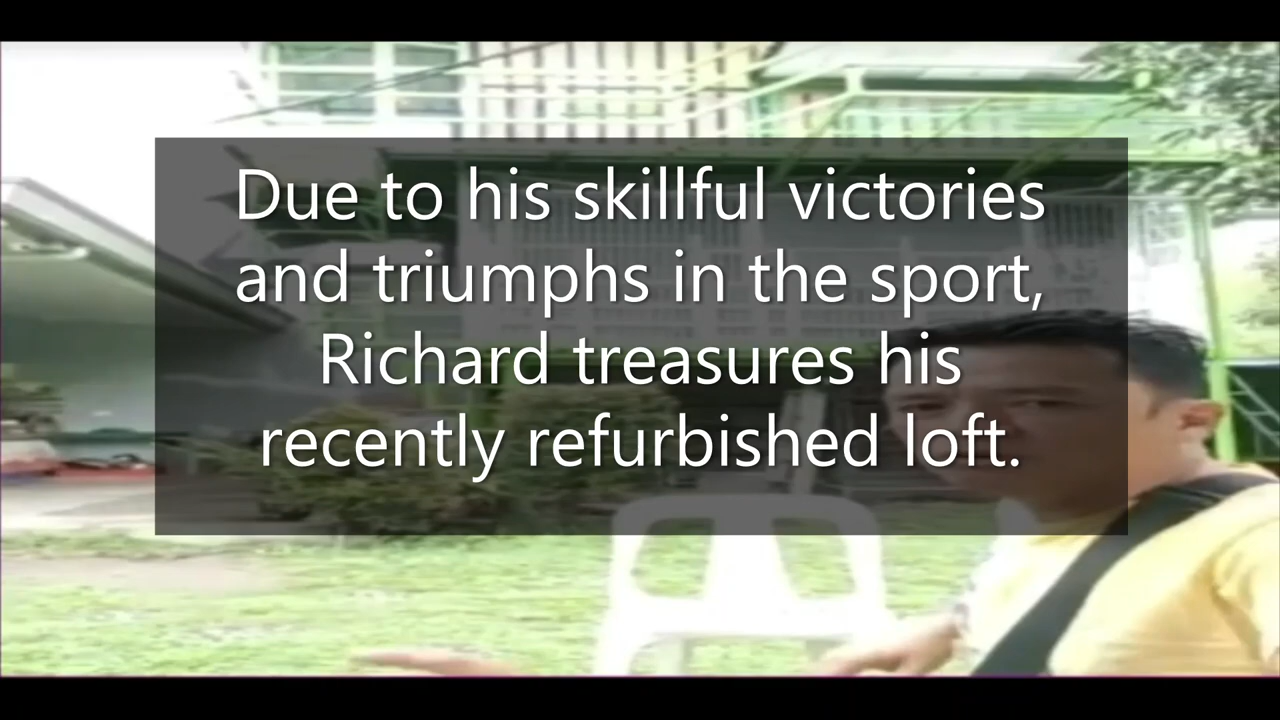 Due to his skillful victories
and triumphs in the sport,
Richard treasures his
recently refurbished loft.